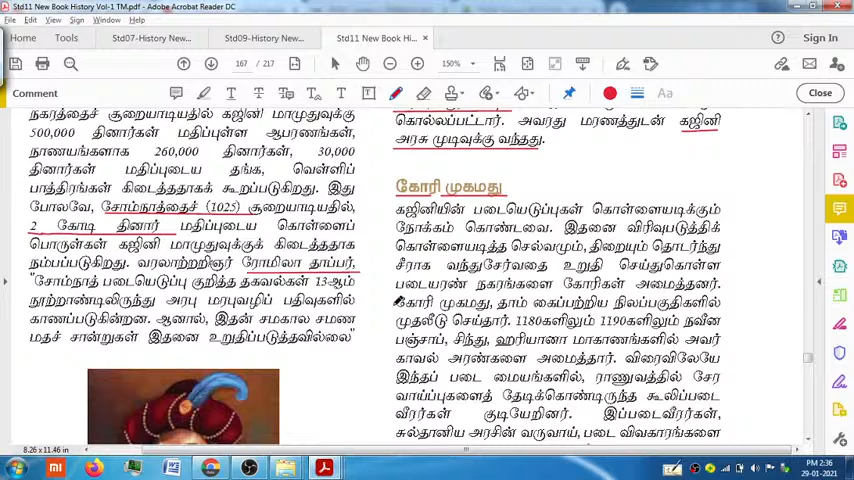 Std11 New Book History Vol-1 TM.pdf - Adobe Acrobat Reader DC
File Edit View Sign Window Help
Home Tools Std07-History New... Std09-History New... Std11 New Book Hi... × Sign In
167 / 217 150%
Comment Close
நகரத்தைச் சூறையாடியதில் கஜினி மாமுதுவுக்கு
500,000 தினார்கள் மதிப்புள்ள ஆபரணங்கள்,
நாணயங்களாக 260,000 தினார்கள், 30,000
தினார்கள் மதிப்புடைய தங்க, வெள்ளிப்
பாத்திரங்கள் கிடைத்ததாகக் கூறப்படுகிறது. இது
போலவே, சோம்நாத்தைச் (1025) சூறையாடியதில்,
2 கோடி தினார் மதிப்புடைய கொள்ளைப்
பொருள்கள் கஜினி மாமுதுவுக்குக் கிடைத்ததாக
நம்பப்படுகிறது. வரலாற்றறிஞர் ரோமிலா தாப்பர்,
"சோம்நாத் படையெடுப்பு குறித்த தகவல்கள் 13ஆம்
நூற்றாண்டிலிருந்து அரபு மரபுவழிப் பதிவுகளில்
காணப்படுகின்றன. ஆனால், இதன் சமகால சமண
மதச் சான்றுகள் இதனை உறுதிப்படுத்தவில்லை"
கொல்லப்பட்டார். அவரது மரணத்துடன் கஜினி
அரசு முடிவுக்கு வந்தது.
கோரி முகமது
கஜினியின் படையெடுப்புகள் கொள்ளையடிக்கும்
நோக்கம் கொண்டவை. இதனை விரிவுபடுத்திக்
கொள்ளையடித்த செல்வமும், திறையும் தொடர்ந்து
சீராக வந்துசேர்வதை உறுதி செய்துகொள்ள
படையரண் நகரங்களை கோரிகள் அமைத்தனர்.
கோரி முகமது, தாம் கைப்பற்றிய நிலப்பகுதிகளில்
முதலீடு செய்தார். 1180களிலும் 1190களிலும் நவீன
பஞ்சாப், சிந்து, ஹரியானா மாகாணங்களில் அவர்
காவல் அரண்களை அமைத்தார். விரைவிலேயே
இந்தப் படை மையங்களில், ராணுவத்தில் சேர
வாய்ப்புகளைத் தேடிக்கொண்டிருந்த கூலிப்படை
வீரர்கள் குடியேறினர். இப்படைவீரர்கள்,
சுல்தானிய அரசின் வருவாய், படை விவகாரங்களை
8.26 x 11.46 in
PM 2:36
29-01-2021